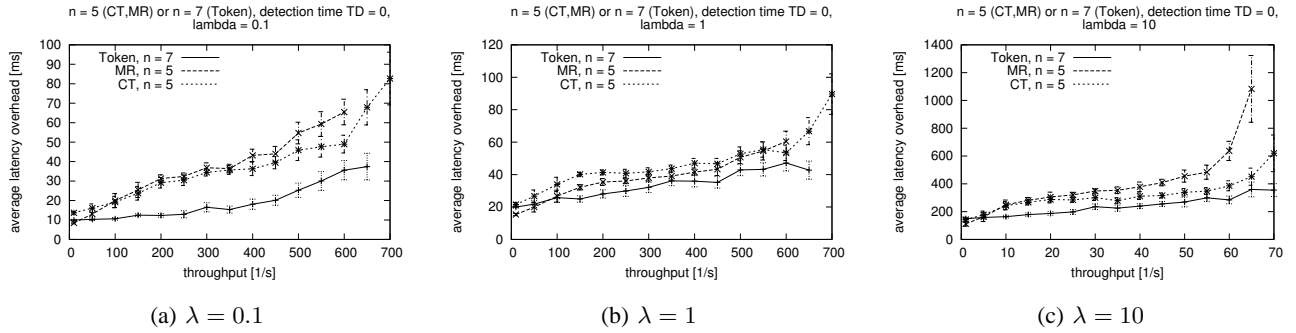 n = 5 (CT,MR) or n = 7 (Token), detection time TD = 0,
lambda = 0.1
average latency overhead [ms]
100
90
80
70
60
50
40
30
20
10
0
Token, n = 7
MR, n = 5
CT, n = 5
0 100 200 300 400 500 600 700
throughput [1/s]
(a) λ = 0.1
n = 5 (CT,MR) or n = 7 (Token), detection time TD = 0,
lambda = 1
average latency overhead [ms]
120
100
80
60
40
20
0
Token, n = 7
MR, n = 5
CT, n = 5
0 100 200 300 400 500 600 700
throughput [1/s]
(b) λ = 1
n = 5 (CT,MR) or n = 7 (Token), detection time TD = 0,
lambda = 10
average latency overhead [ms]
1400
1200
1000
800
600
400
200
0
Token, n = 7
MR, n = 5
CT, n = 5
0 10 20 30 40 50 60 70
throughput [1/s]
(c) λ = 10